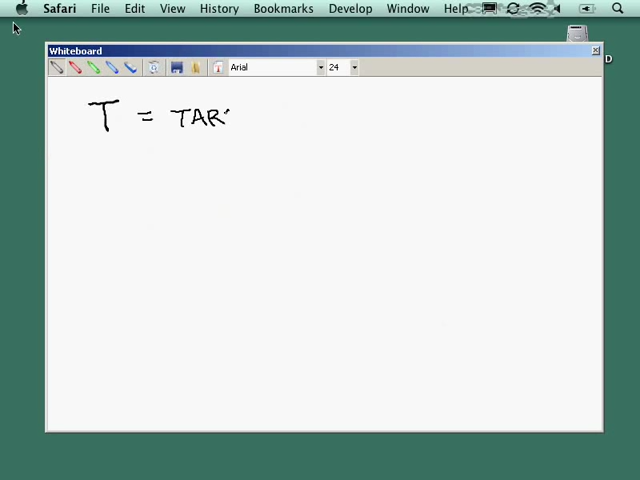 Safari File Edit View History Bookmarks Develop Window Help
D
Whiteboard
Arial 24
T = TAR